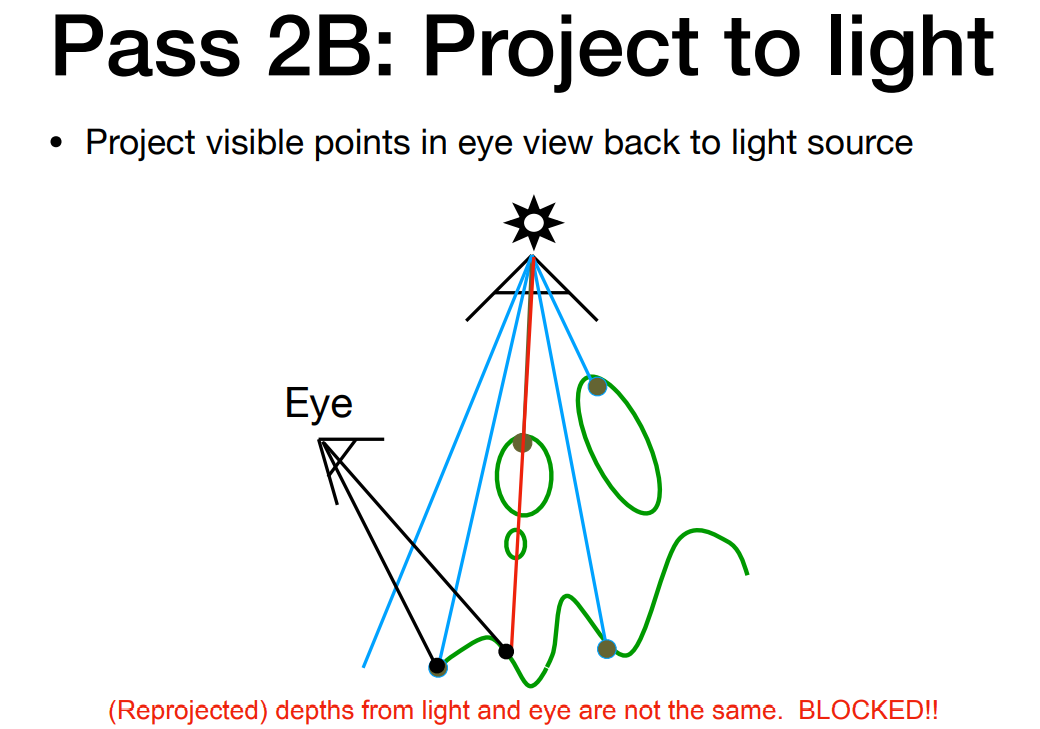 Pass 2B: Project to light
• Project visible points in eye view back to light source
Eye
(Reprojected) depths from light and eye are not the same.  BLOCKED!!